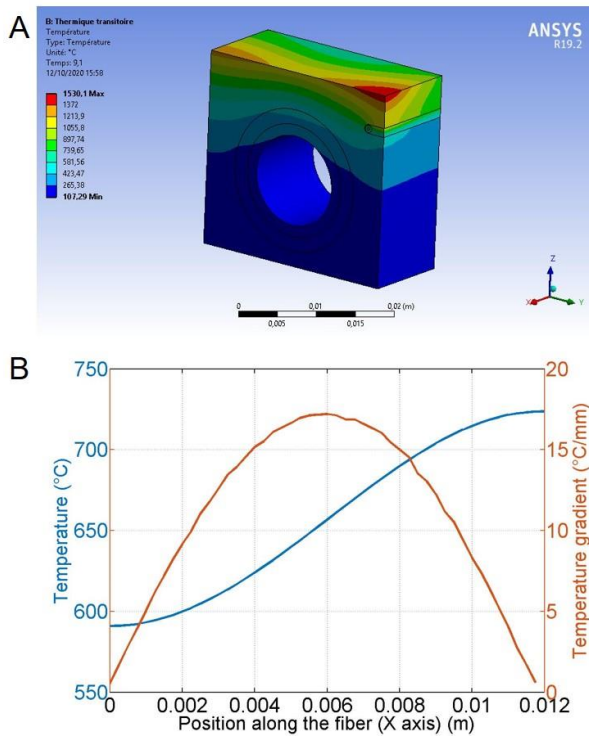 A
B: Thermique transitoire
Température
Type: Température
Unité: °C
Temps: 9,1
12/10/2020 15:58
1530,1 Max
1372
1213,9
1055,8
897,74
739,65
581,56
423,47
265,38
107,29 Min
ANSYS
R19.2
0
0,005
0,01
0,015
0,02 (m)
Z
X
Y
B
Temperature (°C)
750
700
650
600
550
20
15
10
5
0
Temperature gradient (°C/mm)
0
0.002
0.004
0.006
0.008
0.01
0.012
Position along the fiber (X axis) (m)